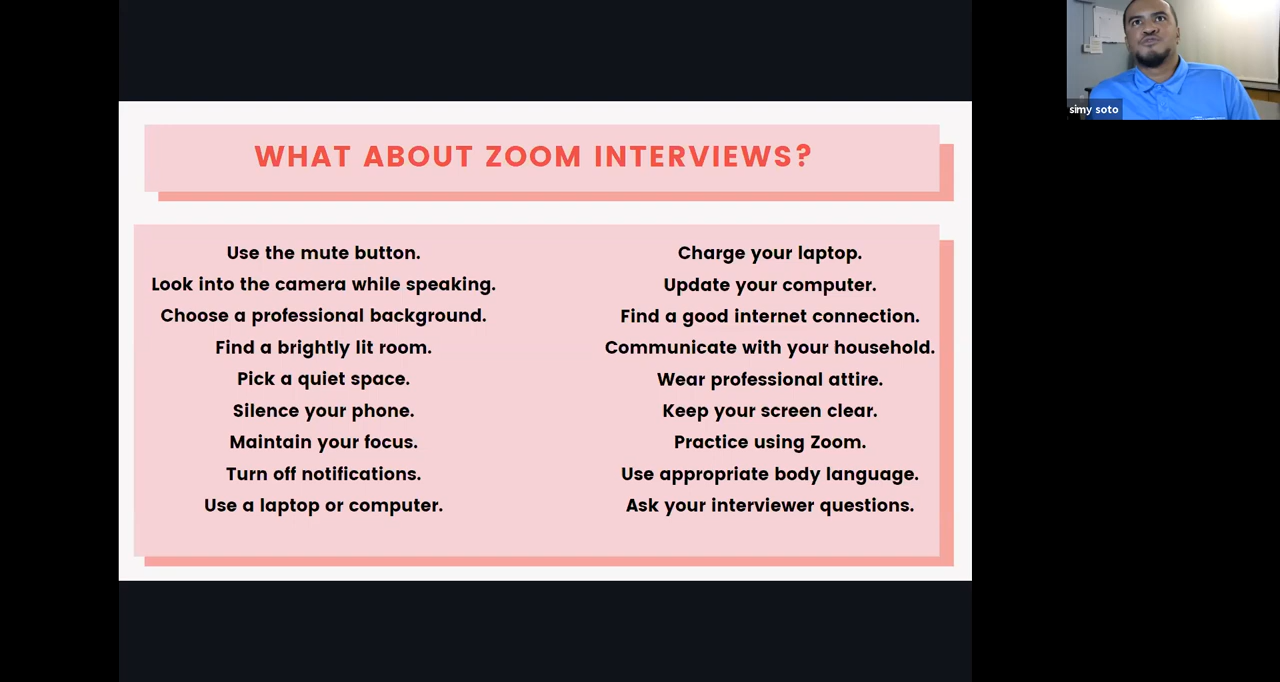 WHAT ABOUT ZOOM INTERVIEWS?
Use the mute button.
Look into the camera while speaking.
Choose a professional background.
Find a brightly lit room.
Pick a quiet space.
Silence your phone.
Maintain your focus.
Turn off notifications.
Use a laptop or computer.
Charge your laptop.
Update your computer.
Find a good internet connection.
Communicate with your household.
Wear professional attire.
Keep your screen clear.
Practice using Zoom.
Use appropriate body language.
Ask your interviewer questions.
simy soto